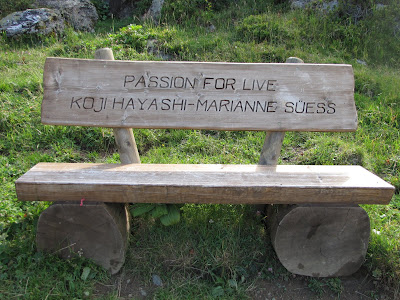 PASSION FOR LIVE
KOJI HAYASHI-MARIANNE SÜESS